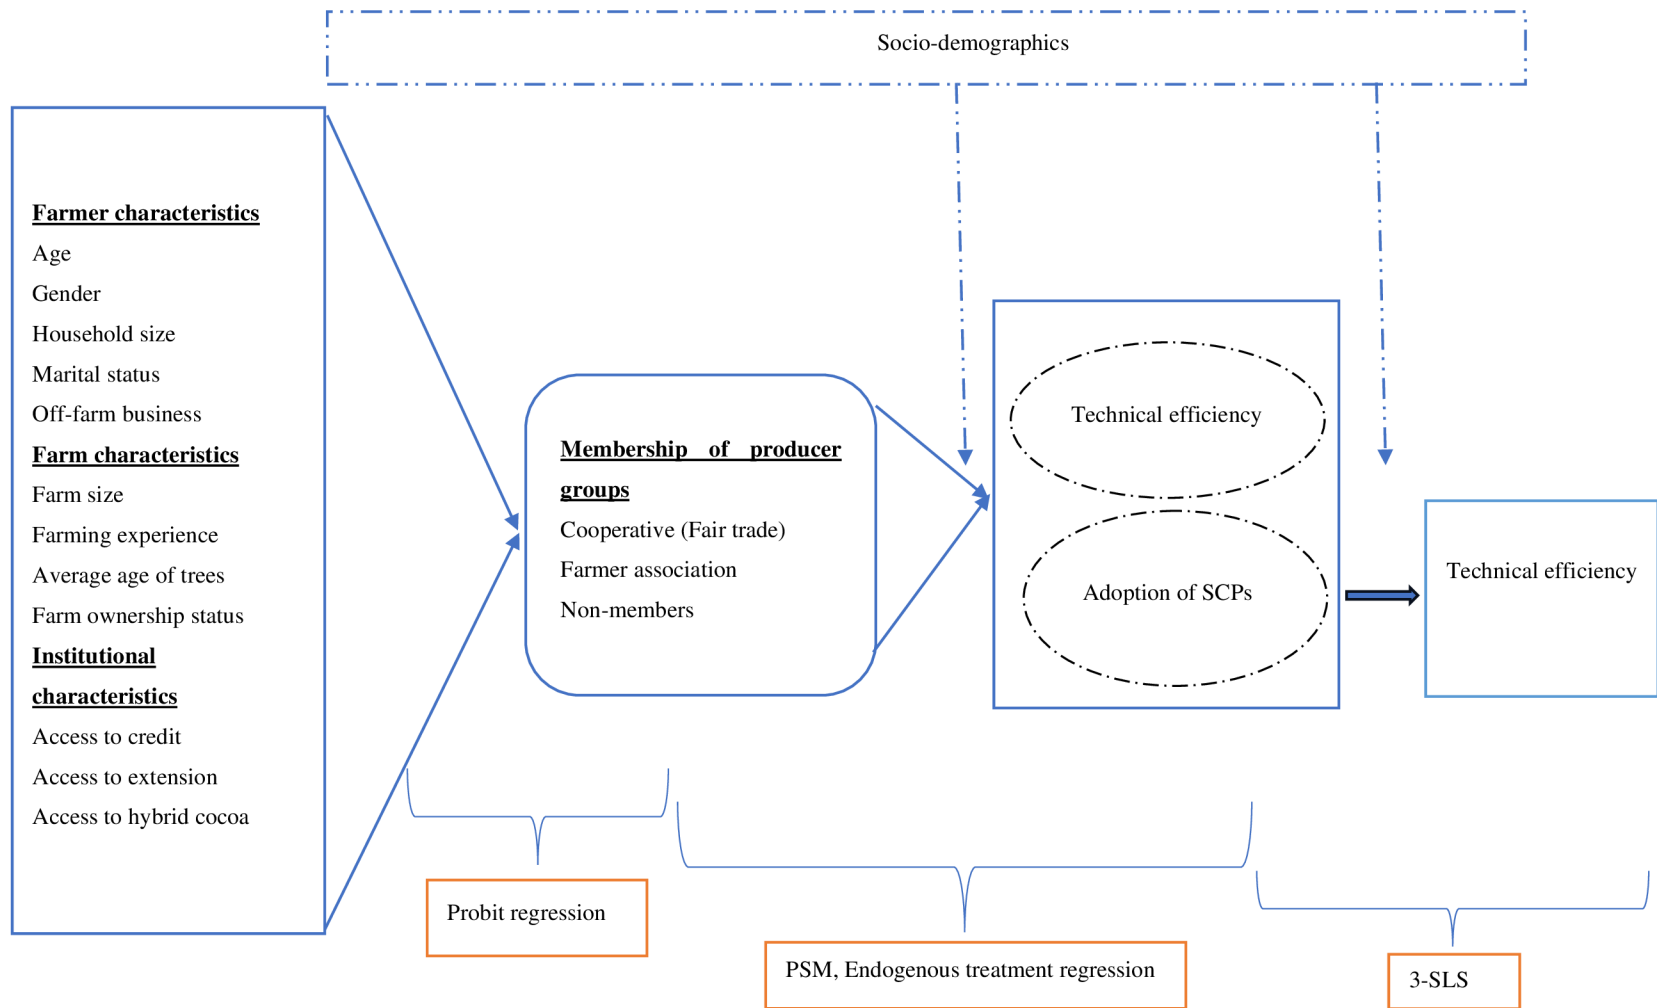 Socio-demographics
Farmer characteristics
Age
Gender
Household size
Marital status
Off-farm business
Farm characteristics
Farm size
Farming experience
Average age of trees
Farm ownership status
Institutional
characteristics
Access to credit
Access to extension
Access to hybrid cocoa
Membership of producer
groups
Cooperative (Fair trade)
Farmer association
Non-members
Technical efficiency
Adoption of SCPs
Technical efficiency
Probit regression
PSM, Endogenous treatment regression
3-SLS